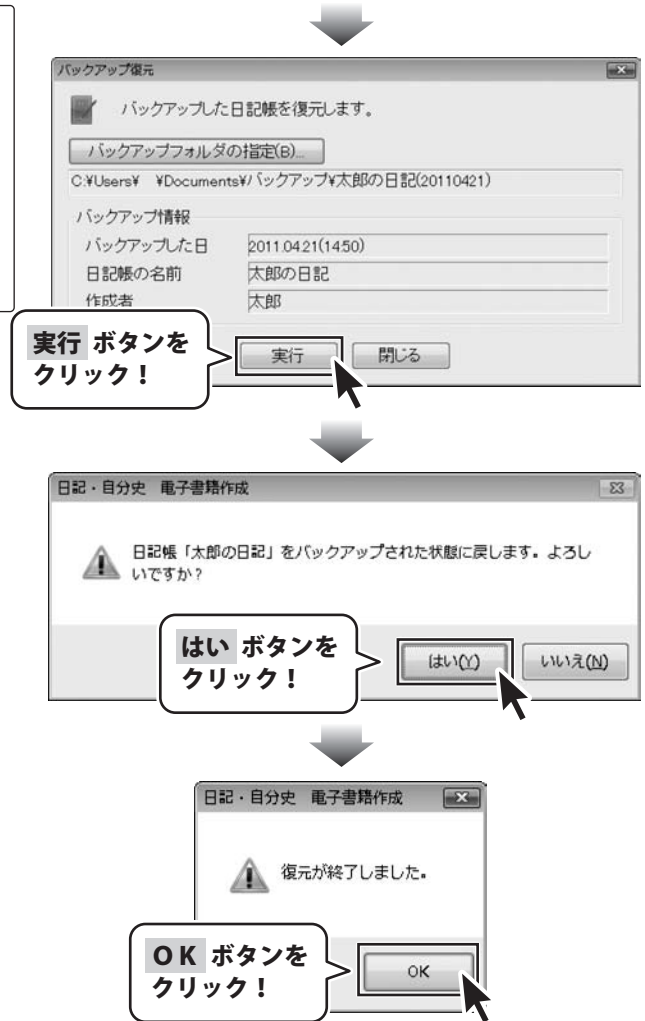 バックアップ復元
バックアップした日記帳を復元します。
バックアップフォルダの指定(B)...
C:¥Users¥ ¥Documents¥バックアップ¥太郎の日記(20110421)
バックアップ情報
バックアップした日 2011.04.21(14:50)
日記帳の名前 太郎の日記
作成者 太郎
実行 ボタンを
クリック！
実行 閉じる
日記・自分史 電子書籍作成
日記帳「太郎の日記」をバックアップされた状態に戻します。よろし
いですか?
はい ボタンを
クリック！
はい(Y) いいえ(N)
日記・自分史 電子書籍作成
復元が終了しました。
ＯＫ ボタンを
クリック！
OK